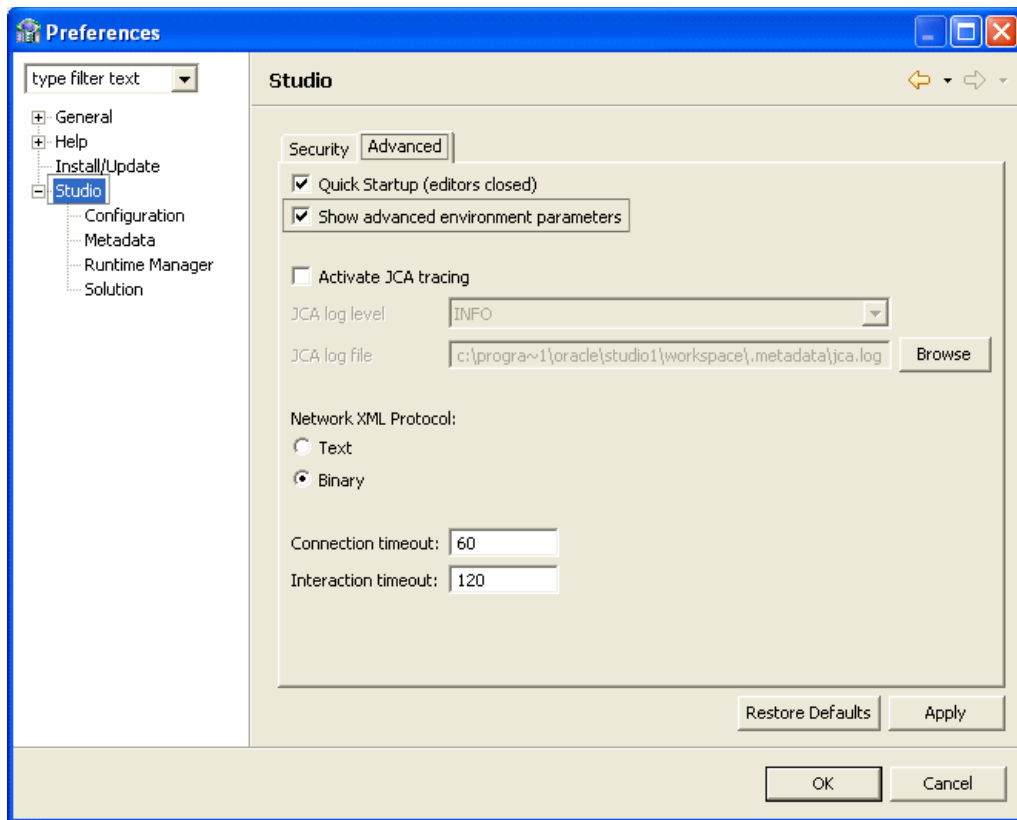 Preferences
type filter text
General
Help
Install/Update
Studio
Configuration
Metadata
Runtime Manager
Solution
Studio
Security
Advanced
Quick Startup (editors closed)
Show advanced environment parameters
Activate JCA tracing
JCA log level INFO
JCA log file c:\progra~1\oracle\studio1\workspace\.metadata\jca.log Browse
Network XML Protocol:
Text
Binary
Connection timeout: 60
Interaction timeout: 120
Restore Defaults Apply
OK Cancel